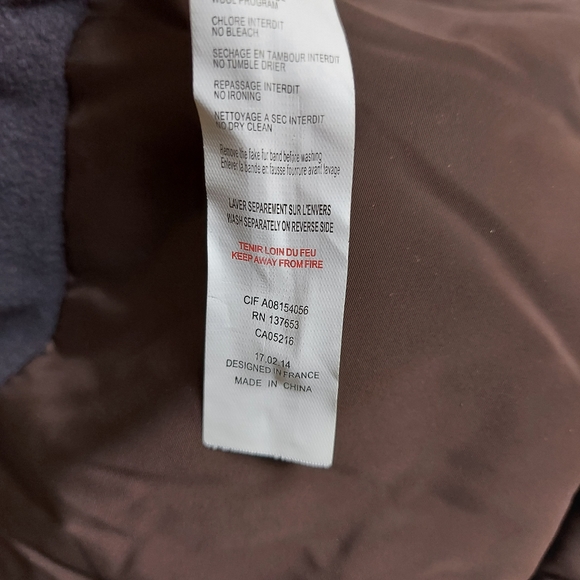 WOOL PROGRAM
CHLORE INTERDIT
NO BLEACH
SECHAGE EN TAMBOUR INTERDIT
NO TUMBLE DRIER
REPASSAGE INTERDIT
NO IRONING
NETTOYAGE A SEC INTERDIT
NO DRY CLEAN
Remove the fake fur band before washing
Enlever la bande en fausse fourrure avant lavage
LAVER SEPAREMENT SUR L'ENVERS
WASH SEPARATELY ON REVERSE SIDE
TENIR LOIN DU FEU
KEEP AWAY FROM FIRE
CIF A08154056
RN 137653
CA05216
17.02.14
DESIGNED IN FRANCE
MADE IN CHINA